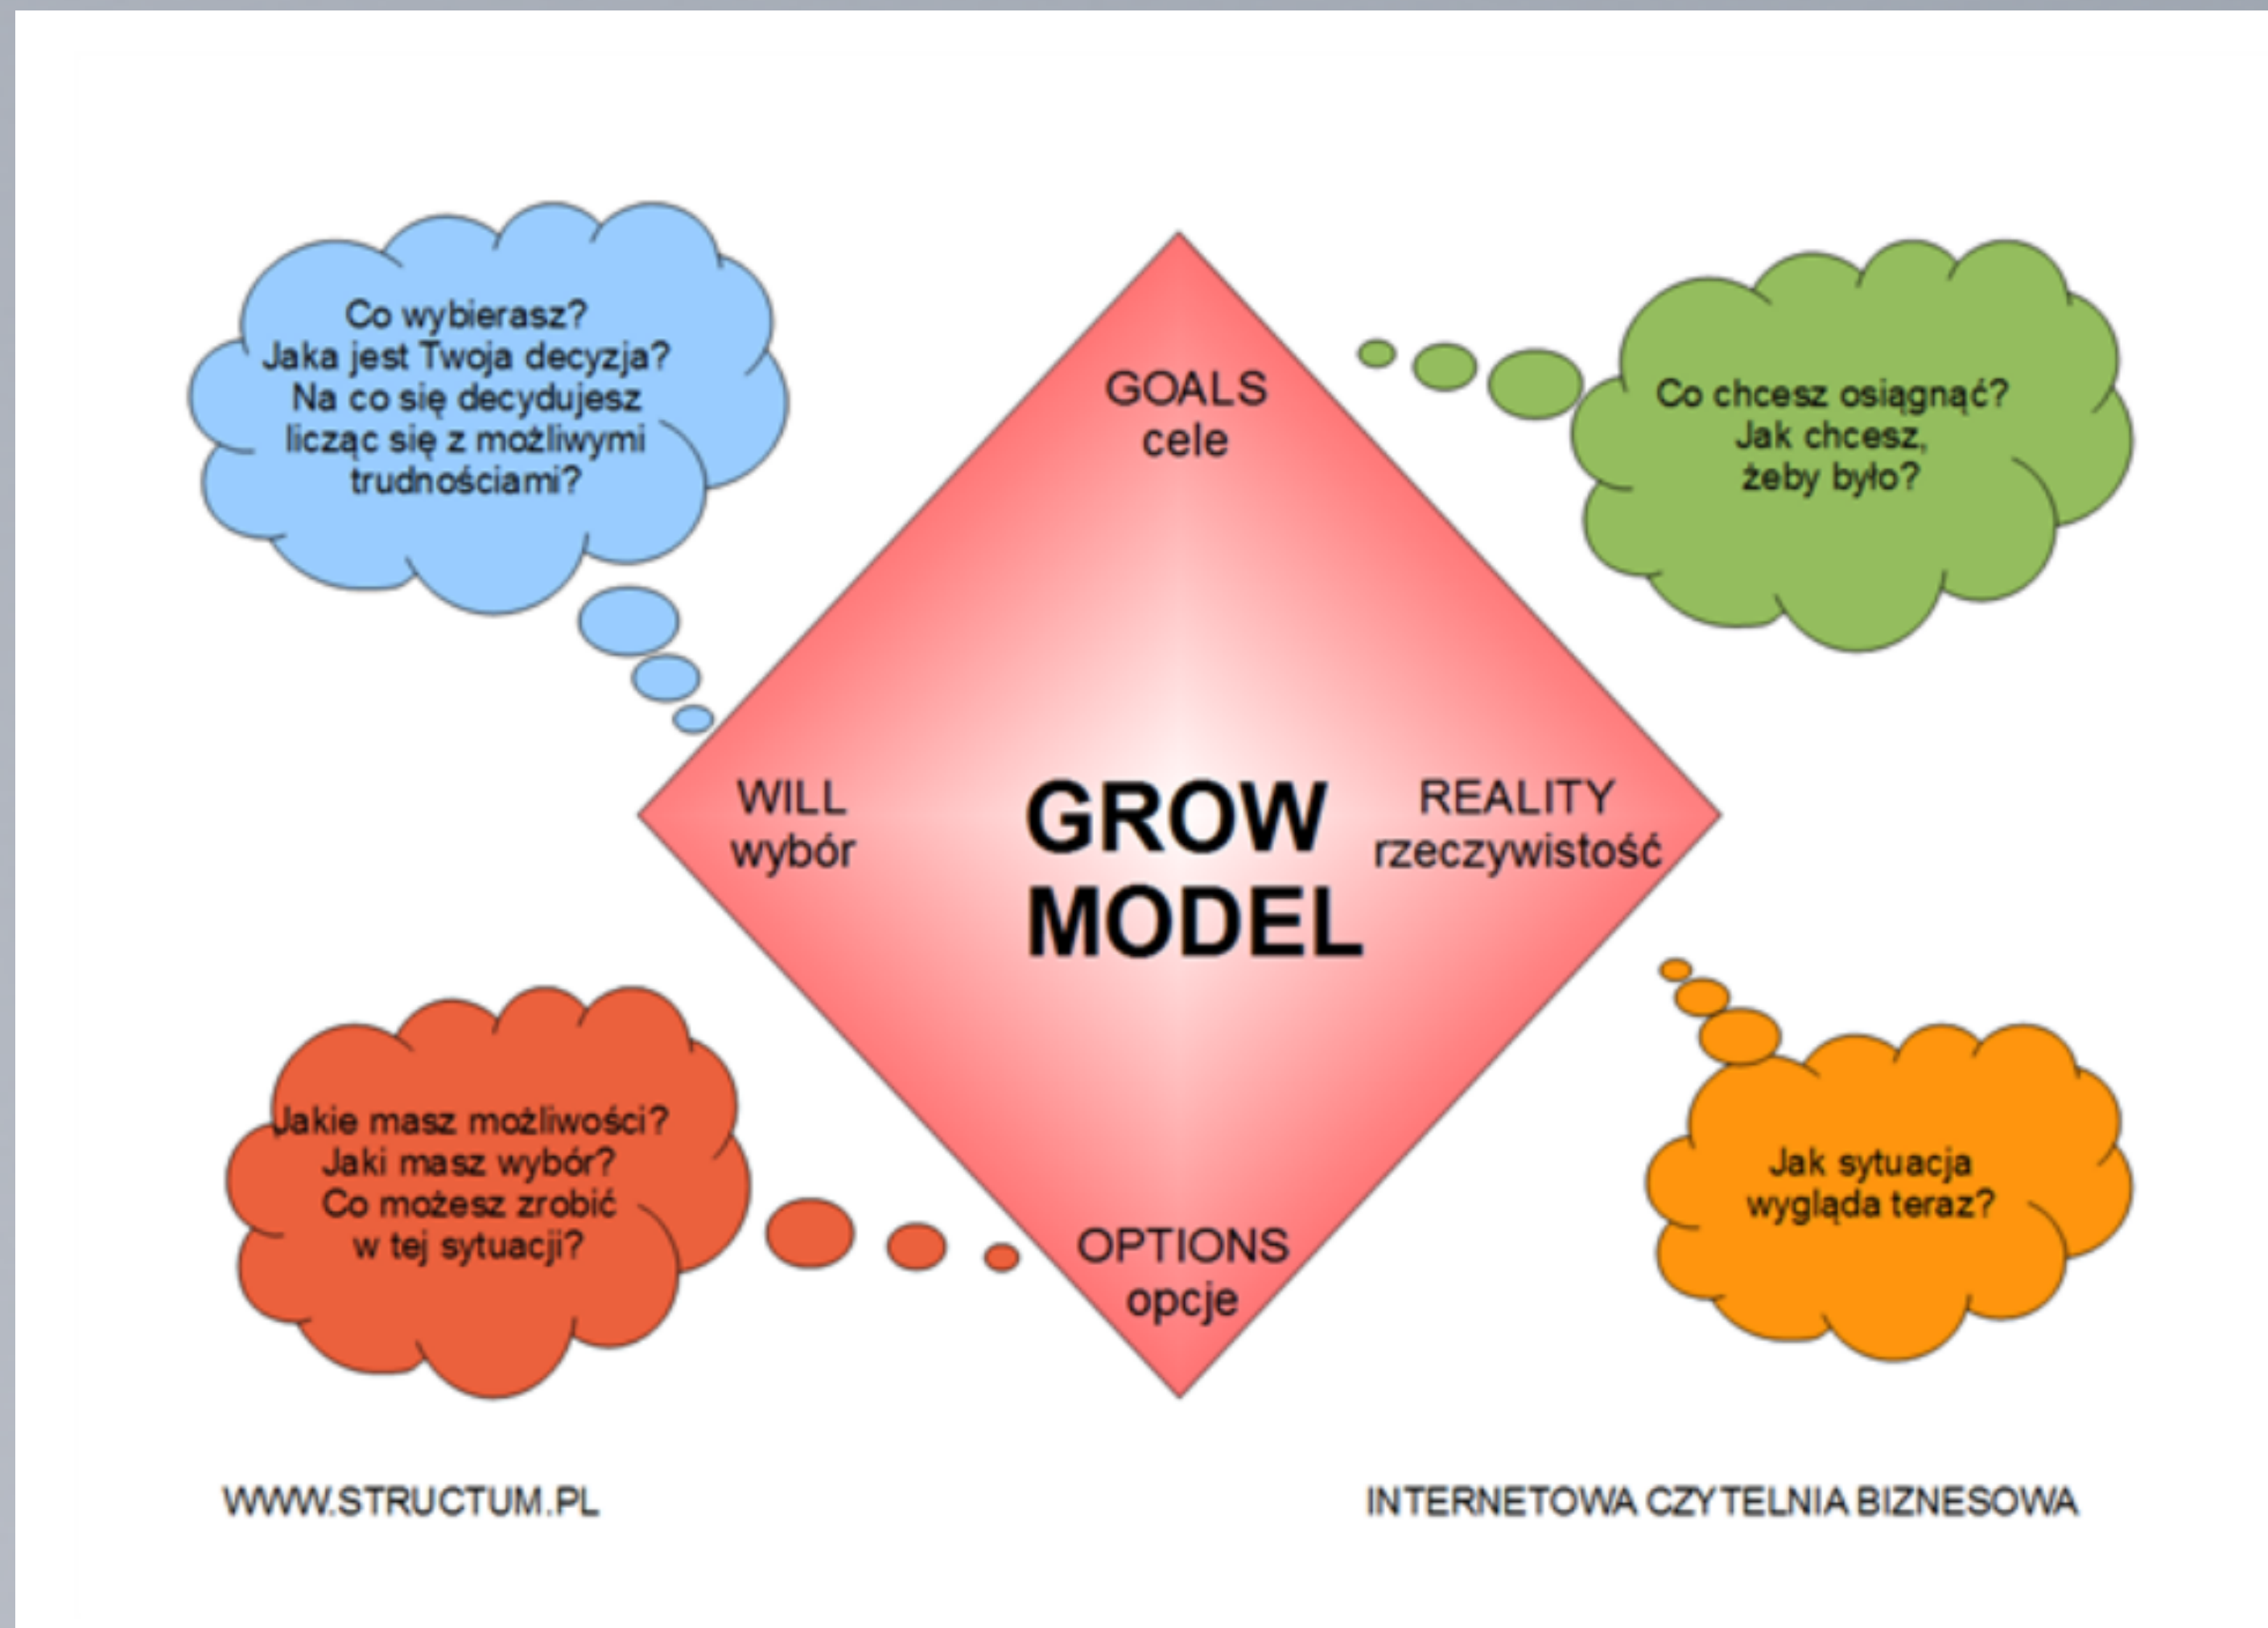 Co wybierasz?
Jaka jest Twoja decyzja?
Na co się decydujesz
licząc się z możliwymi
trudnościami?
GOALS
cele
Co chcesz osiągnąć?
Jak chcesz,
żeby było?
WILL
wybór
GROW
MODEL
REALITY
rzeczywistość
Jakie masz możliwości?
Jaki masz wybór?
Co możesz zrobić
w tej sytuacji?
OPTIONS
opcje
Jak sytuacja
wygląda teraz?
WWW.STRUCTUM.PL
INTERNETOWA CZYTELNIA BIZNESOWA